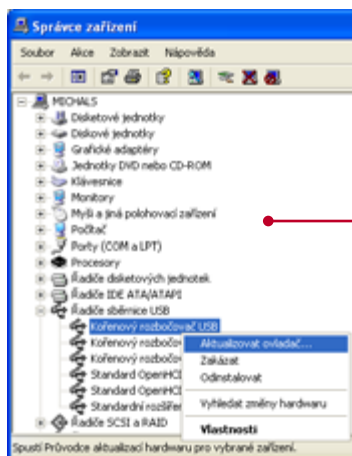 Správce zařízení
Soubor Akce Zobrazit Nápověda
MICHALS
Disketové jednotky
Diskové jednotky
Grafické adaptéry
Jednotky DVD nebo CD-ROM
Klávesnice
Monitory
Myši a jiná polohovací zařízení
Počítač
Porty (COM a LPT)
Procesory
Řadiče disketových jednotek
Řadiče IDE ATA/ATAPI
Řadiče sběrnice USB
Kořenový rozbočovač USB
Kořenový rozbočov
Aktualizovat ovladač...
Kořenový rozbočov
Zakázat
Standard OpenHCI
Odinstalovat
Standard OpenHCI
Vyhledat změny hardwaru
Standardní rozšíře
Řadiče SCSI a RAID
Vlastnosti
Spustí Průvodce aktualizací hardwaru pro vybrané zařízení.